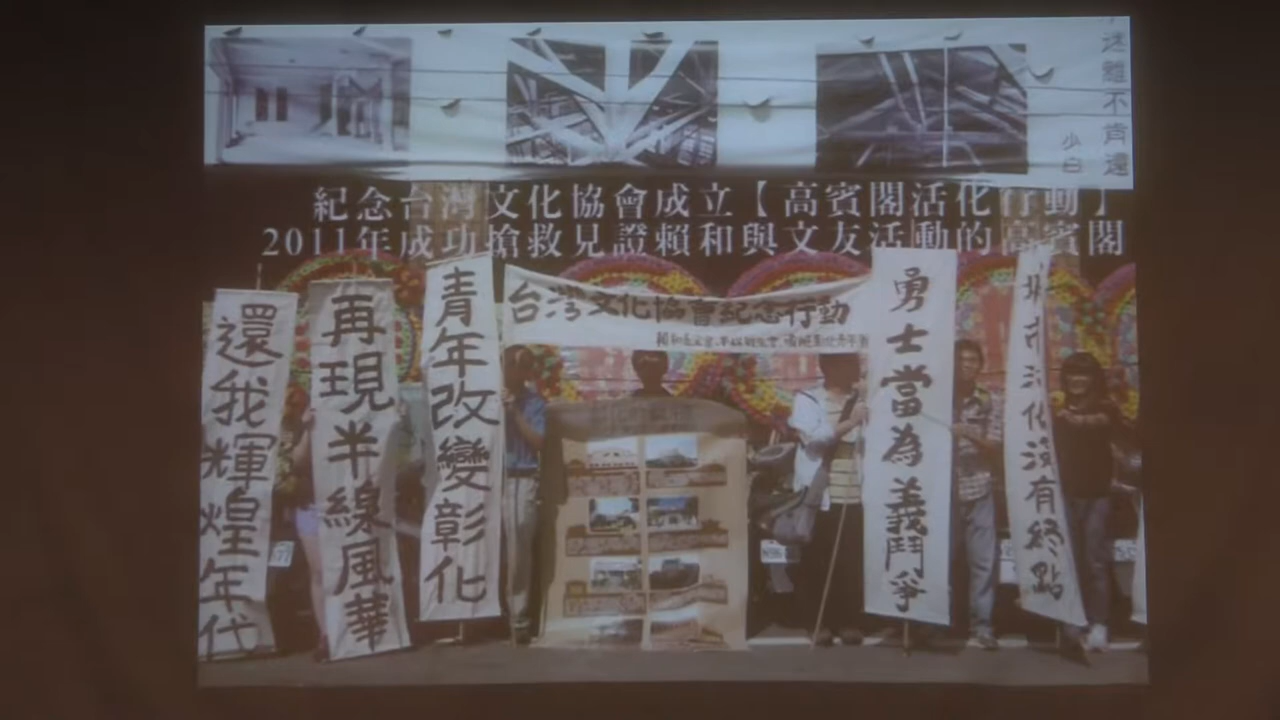 迷離不肯還
少白
紀念台灣文化協會成立【高賓閣活化行動】
2011年成功搶救見證賴和與文友活動的高賓閣
還我輝煌年代
再現半線風華
青年改變彰化
台灣文化協會紀念行動
勇士當為義鬥爭
城市活化沒有終點